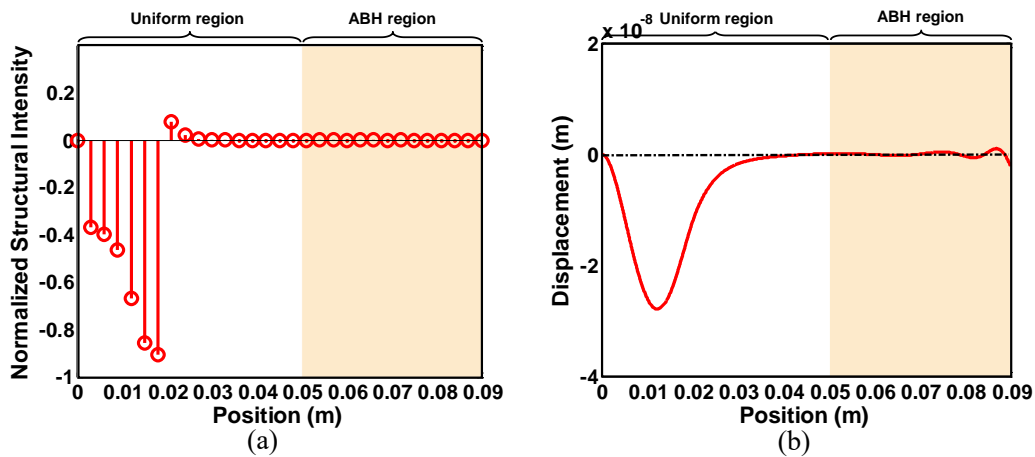 Uniform region
ABH region
Normalized Structural Intensity
0.2
0
-0.2
-0.4
-0.6
-0.8
-1
0 0.01 0.02 0.03 0.04 0.05 0.06 0.07 0.08 0.09
Position (m)
(a)
x 10-8
Uniform region
ABH region
Displacement (m)
2
0
-2
-4
0 0.01 0.02 0.03 0.04 0.05 0.06 0.07 0.08 0.09
Position (m)
(b)